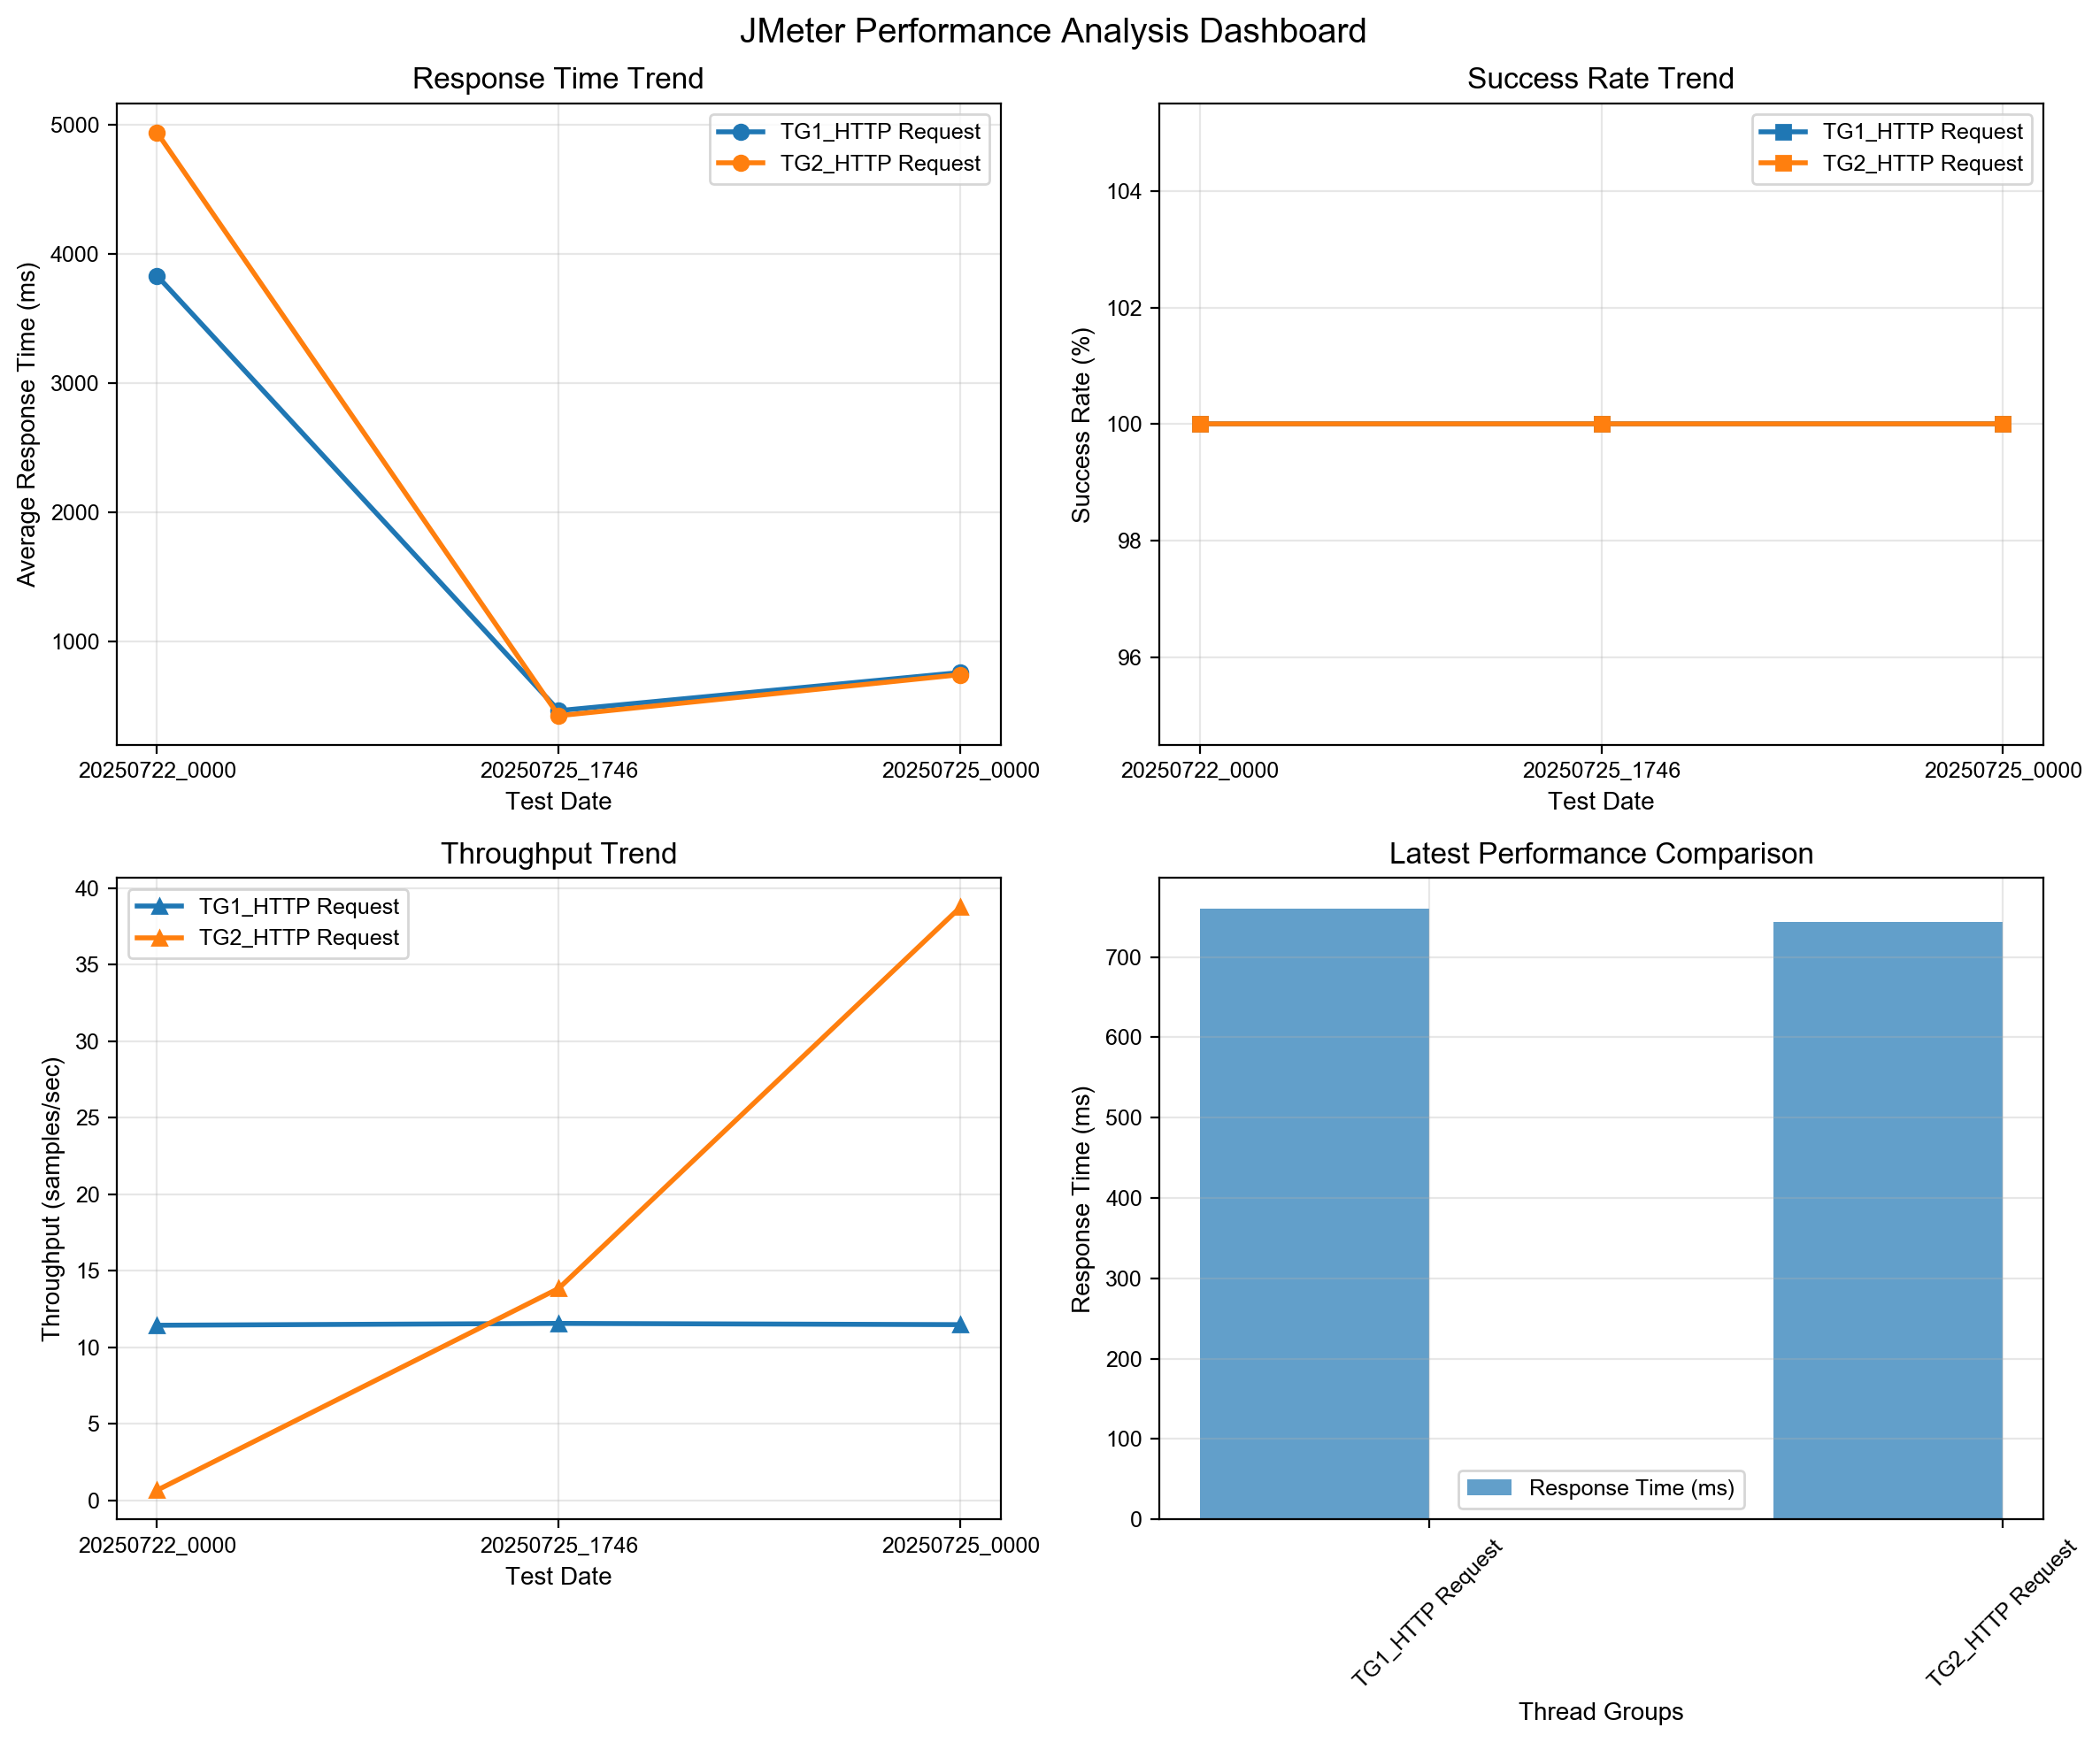 JMeter Performance Analysis Dashboard
Response Time Trend
Average Response Time (ms)
5000
4000
3000
2000
1000
TG1_HTTP Request
TG2_HTTP Request
20250722_0000
20250725_1746
20250725_0000
Test Date
Success Rate Trend
Success Rate (%)
104
102
100
98
96
TG1_HTTP Request
TG2_HTTP Request
20250722_0000
20250725_1746
20250725_0000
Test Date
Throughput Trend
Throughput (samples/sec)
40
35
30
25
20
15
10
5
0
TG1_HTTP Request
TG2_HTTP Request
20250722_0000
20250725_1746
20250725_0000
Test Date
Latest Performance Comparison
Response Time (ms)
700
600
500
400
300
200
100
0
Response Time (ms)
TG1_HTTP Request
TG2_HTTP Request
Thread Groups